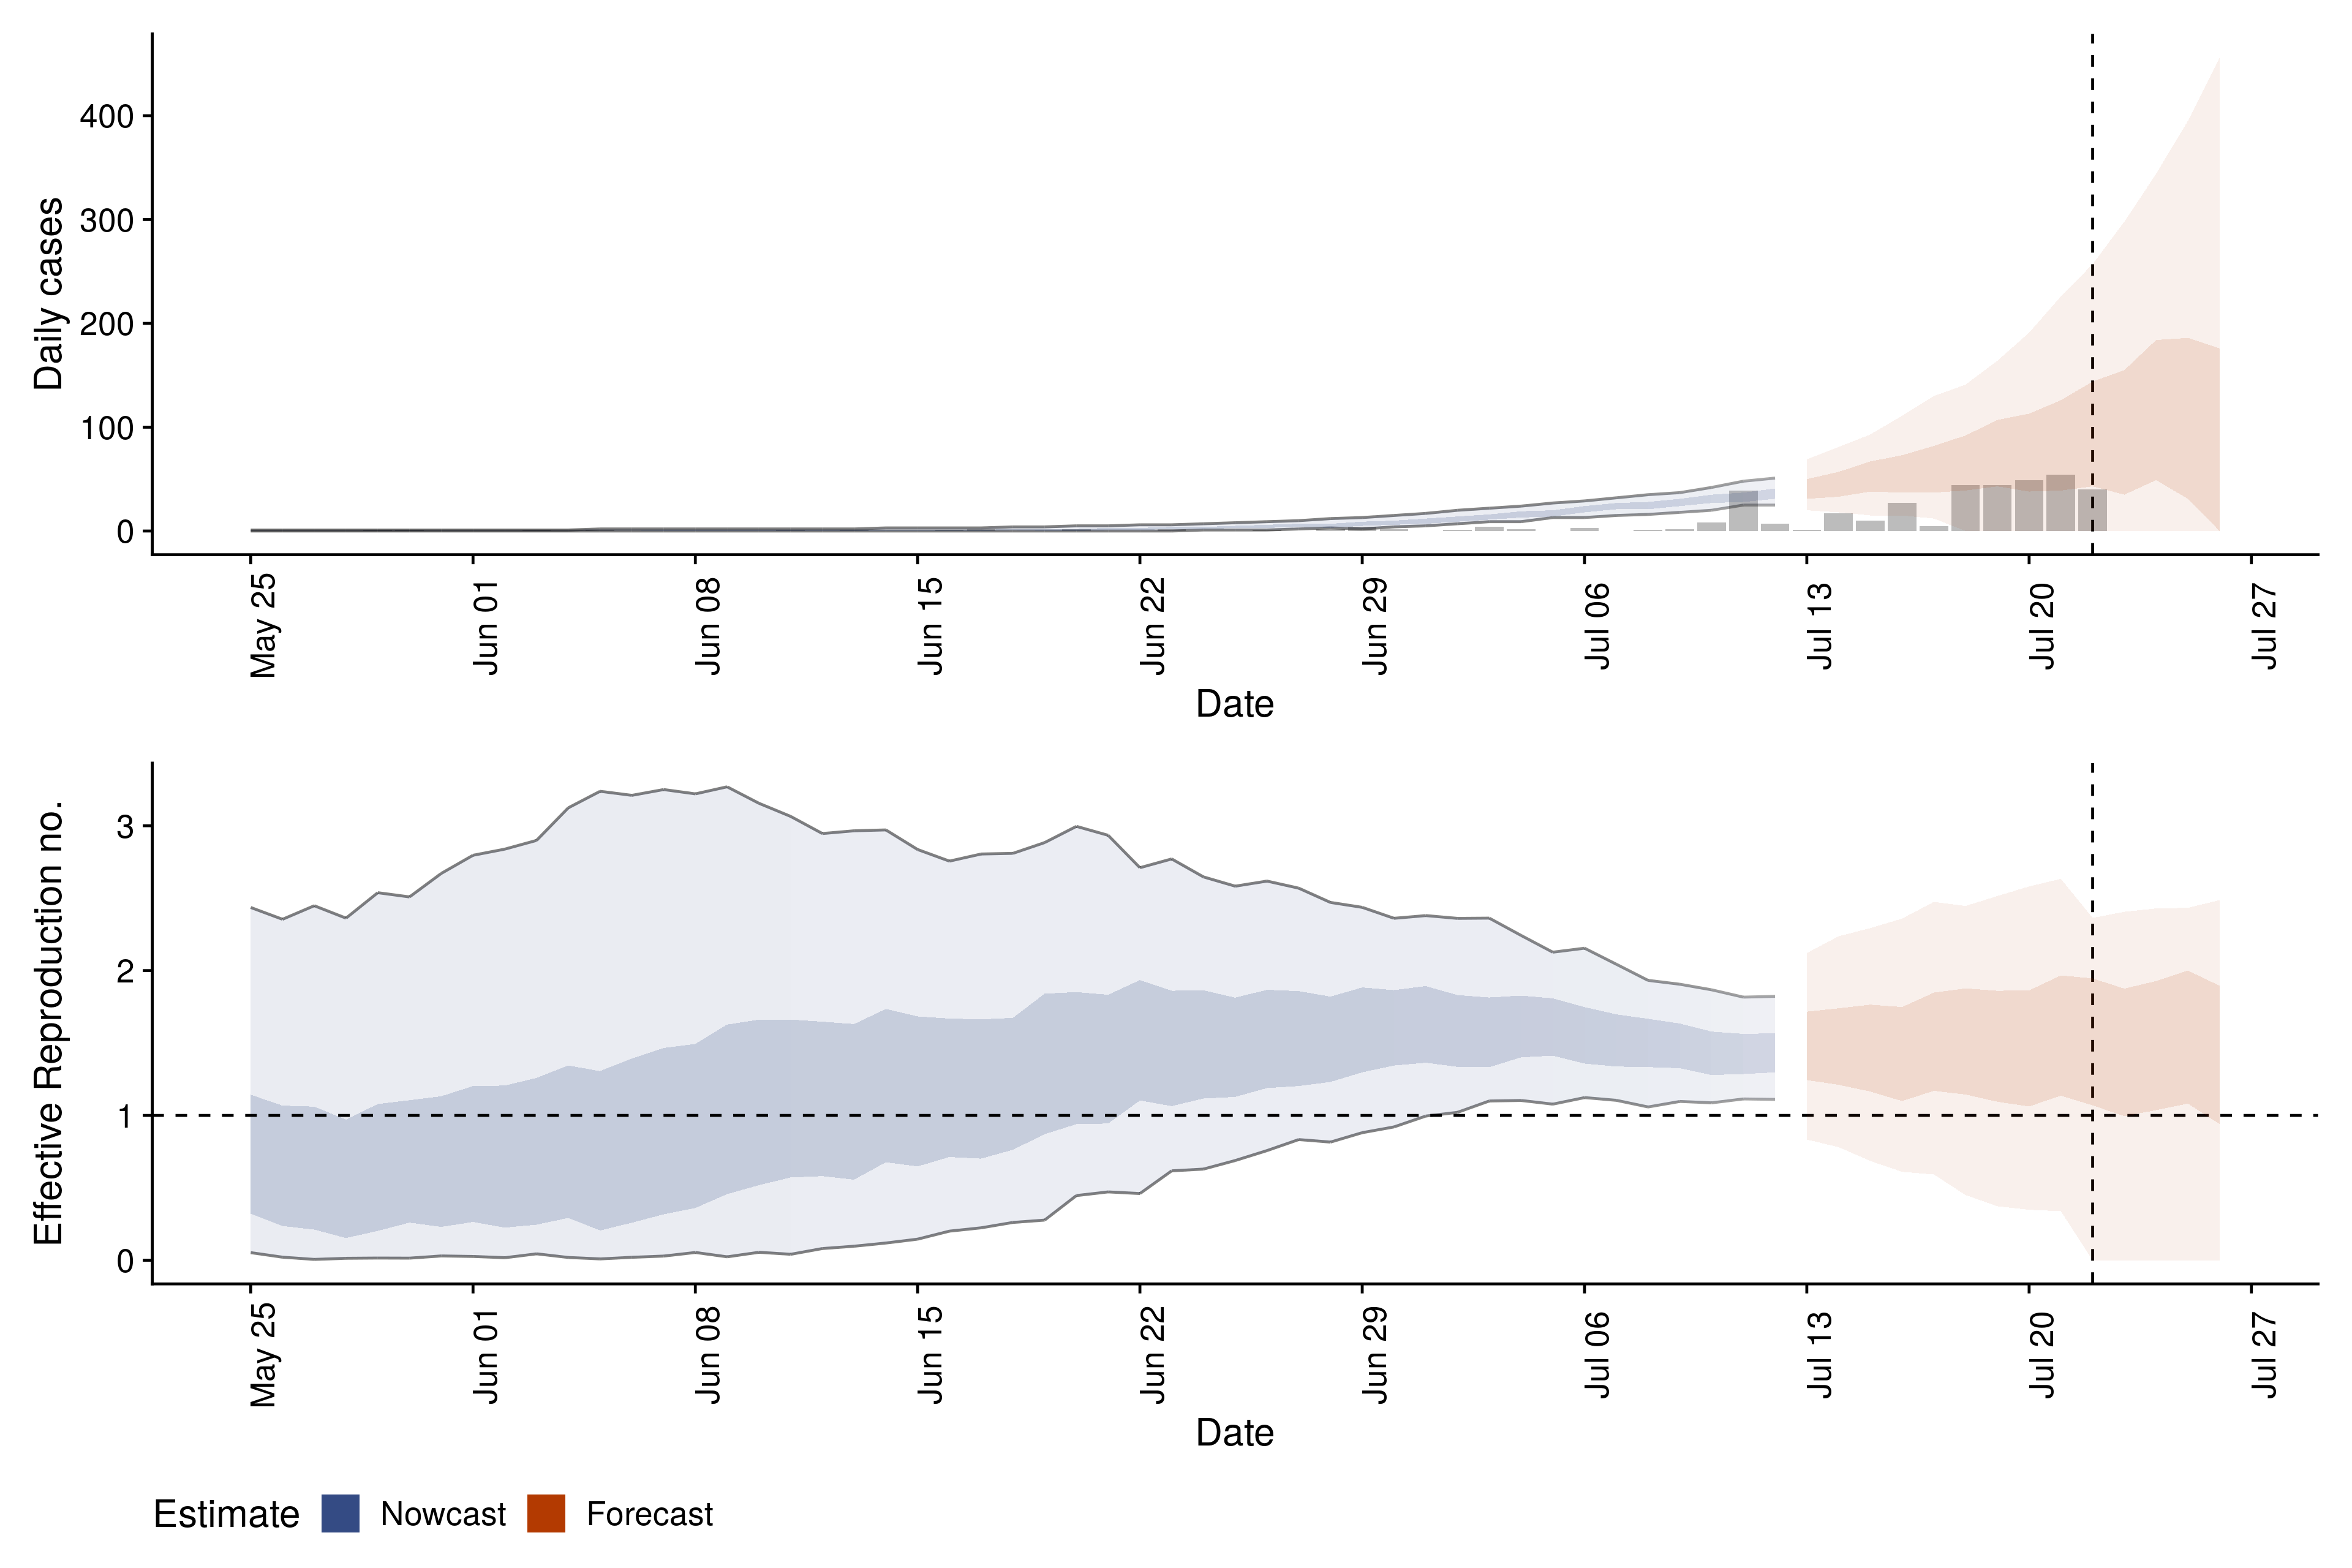 Daily cases
400
300
200
100
0
May 25
Jun 01
Jun 08
Jun 15
Jun 22
Jun 29
Jul 06
Jul 13
Jul 20
Jul 27
Date
Effective Reproduction no.
3
2
1
0
May 25
Jun 01
Jun 08
Jun 15
Jun 22
Jun 29
Jul 06
Jul 13
Jul 20
Jul 27
Date
Estimate Nowcast Forecast